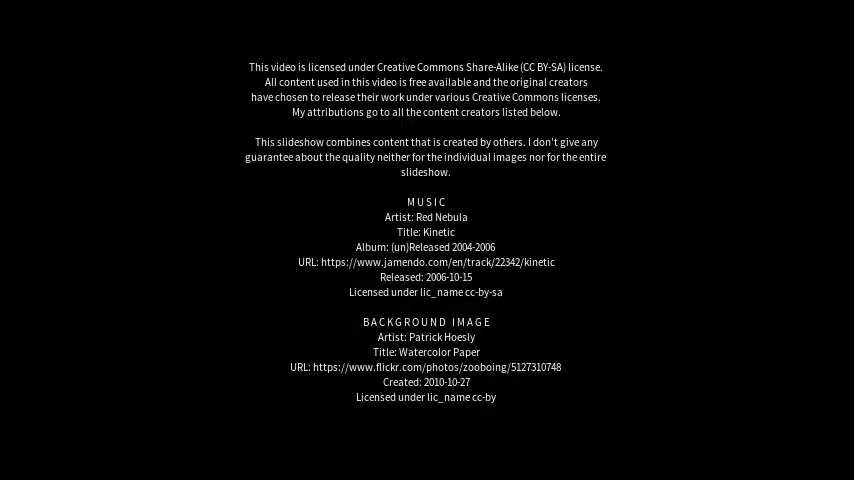 This video is licensed under Creative Commons Share-Alike (CC BY-SA) license.
All content used in this video is free available and the original creators
have chosen to release their work under various Creative Commons licenses.
My attributions go to all the content creators listed below.
This slideshow combines content that is created by others. I don't give any
guarantee about the quality neither for the individual images nor for the entire
slideshow.
MUSIC
Artist: Red Nebula
Title: Kinetic
Album: (un)Released 2004-2006
URL: https://www.jamendo.com/en/track/22342/kinetic
Released: 2006-10-15
Licensed under lic_name cc-by-sa
BACKGROUND IMAGE
Artist: Patrick Hoesly
Title: Watercolor Paper
URL: https://www.flickr.com/photos/zooboing/5127310748
Created: 2010-10-27
Licensed under lic_name cc-by